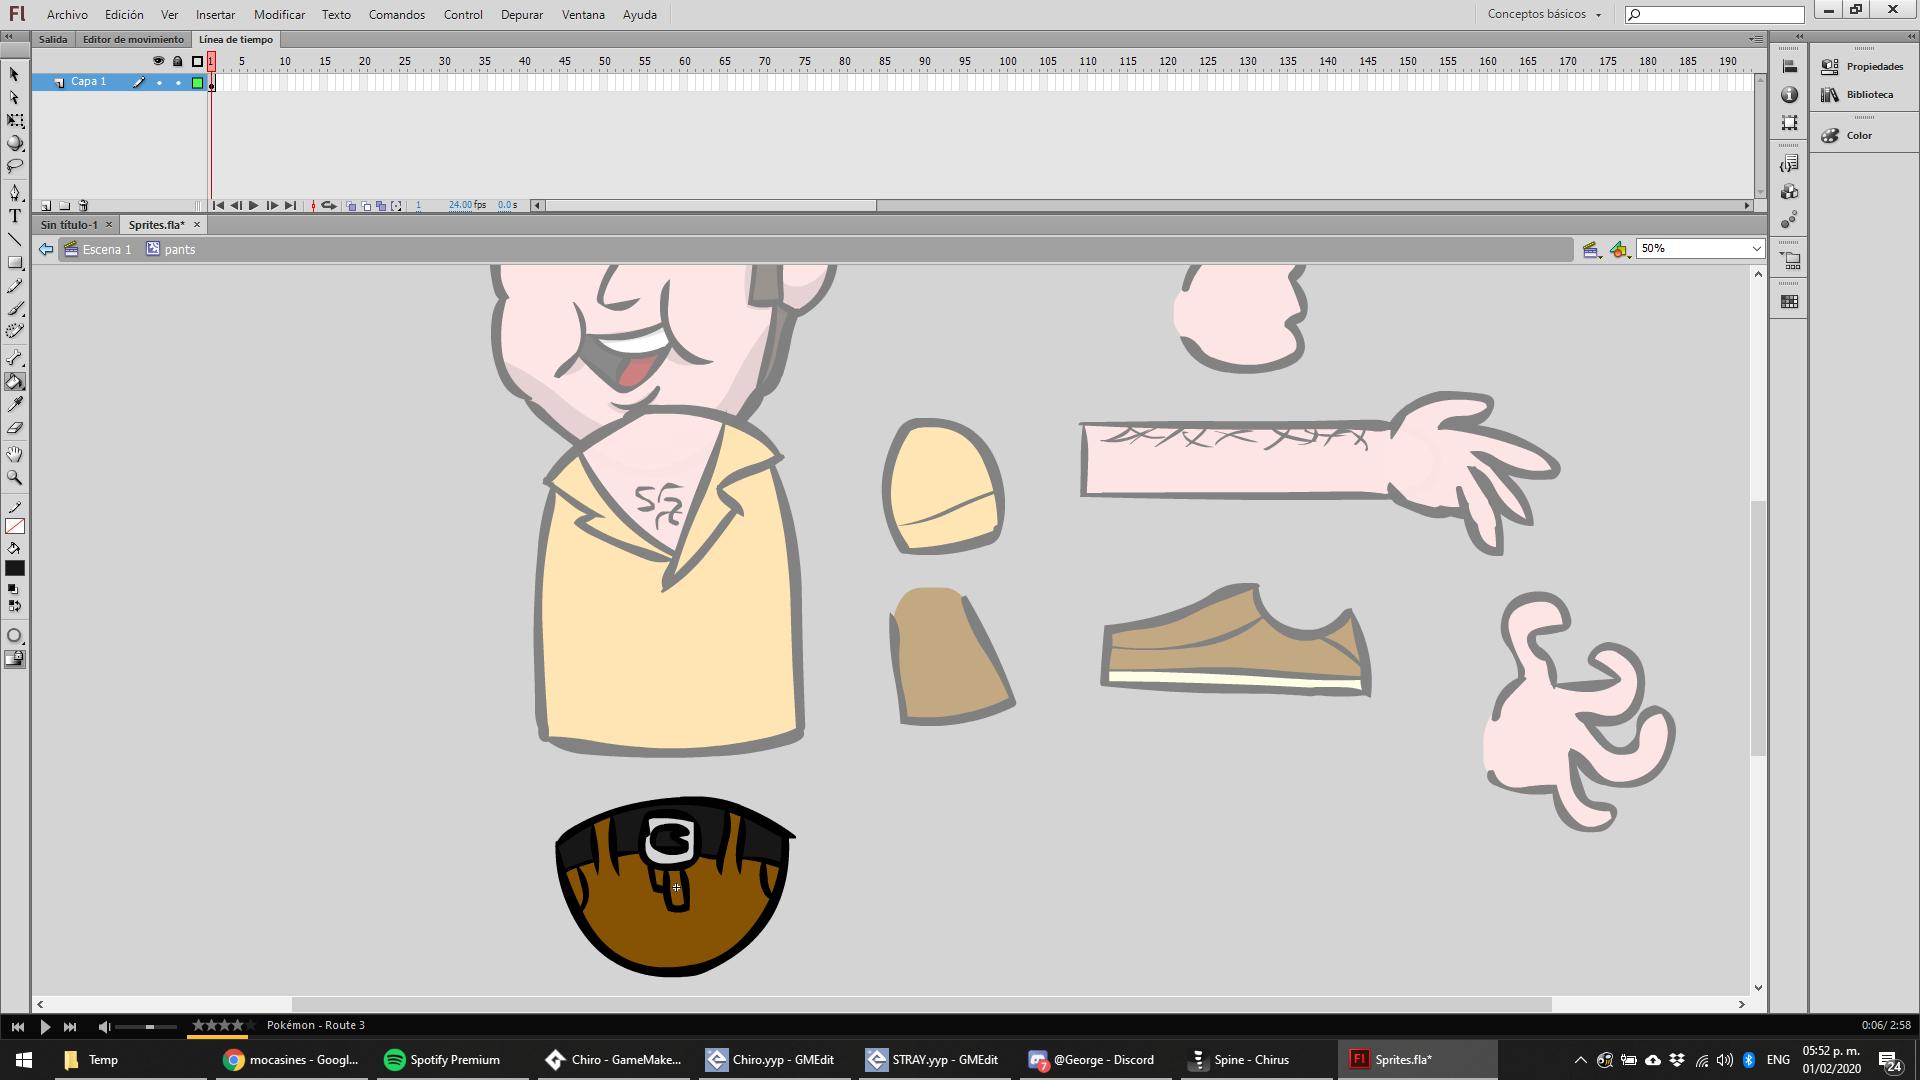 Fl Archivo Edición Ver Insertar Modificar Texto Comandos Control Depurar Ventana Ayuda Conceptos básicos
Salida Editor de movimiento Línea de tiempo
1 5 10 15 20 25 30 35 40 45 50 55 60 65 70 75 80 85 90 95 100 105 110 115 120 125 130 135 140 145 150 155 160 165 170 175 180 185 190
Capa 1
Propiedades
Biblioteca
Color
1 24.00 fps 0.0 s
Sin título-1 × Sprites.fla* ×
Escena 1 pants 50%
T
Pokémon - Route 3 0:06/ 2:58
Temp mocasines - Googl... Spotify Premium Chiro - GameMake... Chiro.yyp - GMEdit STRAY.yyp - GMEdit @George - Discord Spine - Chirus Fl Sprites.fla* ENG 05:52 p. m.
7 01/02/2020 24